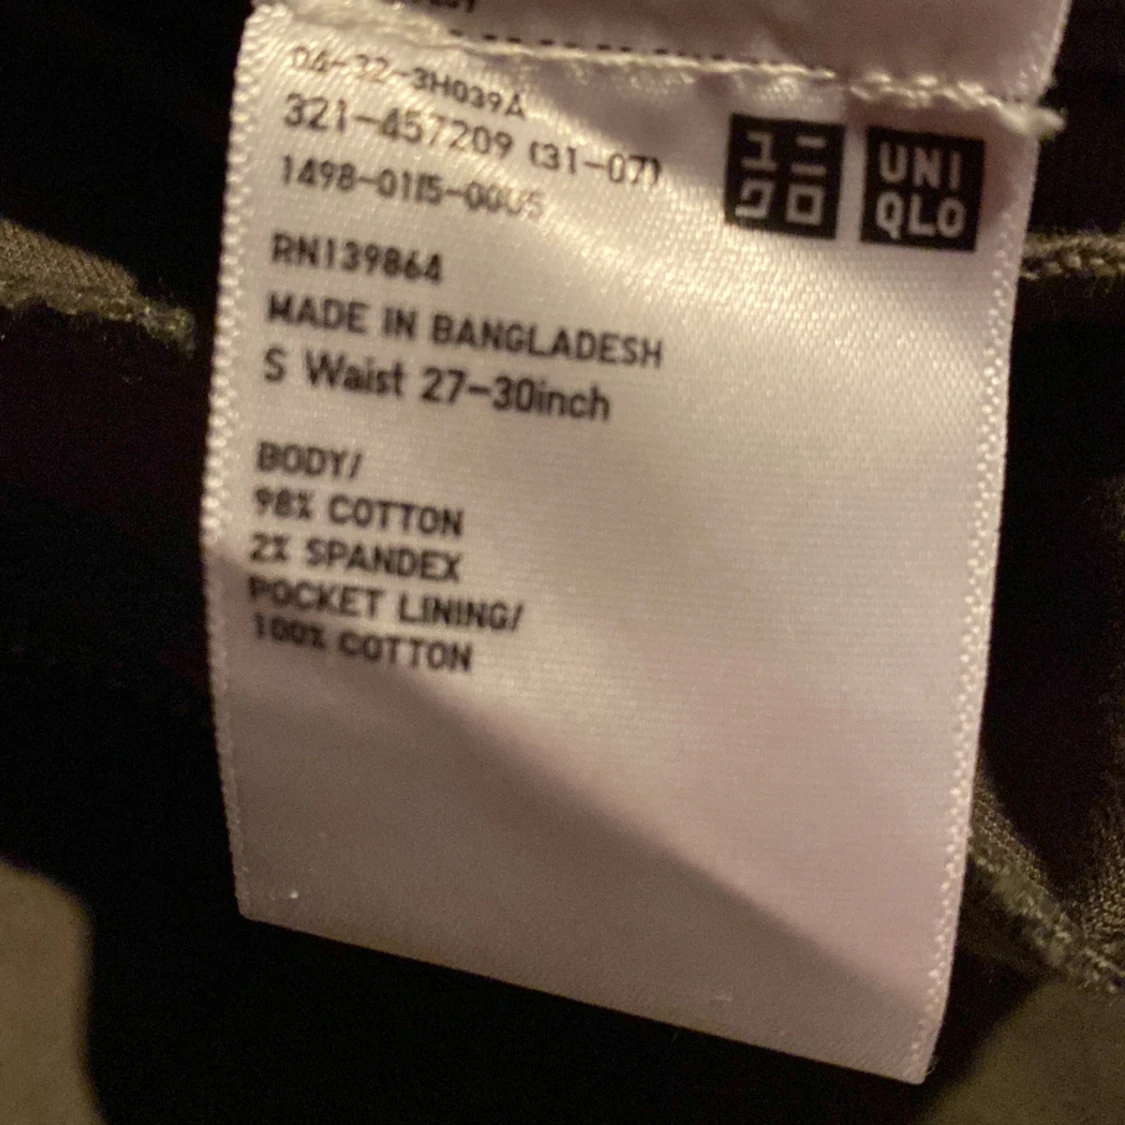 04-32-3H039A
321-457209 (31-07)
1498-0115-0005
ユニ
クロ
UNI
QLO
RN139864
MADE IN BANGLADESH
S Waist 27-30inch
BODY/
98% COTTON
2% SPANDEX
POCKET LINING/
100% COTTON